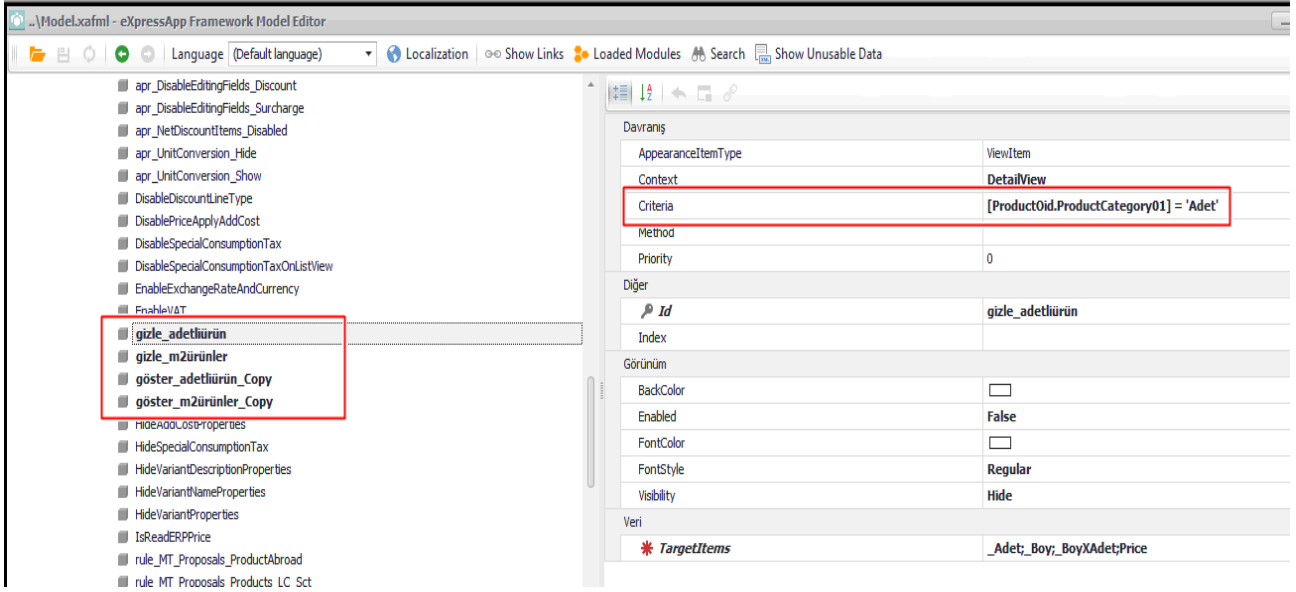 ..\Model.xafml - eXpressApp Framework Model Editor
Language (Default language) Localization Show Links Loaded Modules Search Show Unusable Data
apr_DisableEditingFields_Discount
apr_DisableEditingFields_Surcharge
apr_NetDiscountItems_Disabled
apr_UnitConversion_Hide
apr_UnitConversion_Show
DisableDiscountLineType
DisablePriceApplyAddCost
DisableSpecialConsumptionTax
DisableSpecialConsumptionTaxOnListView
EnableExchangeRateAndCurrency
EnableVAT
gizle_adetliürün
gizle_m2ürünler
göster_adetliürün_Copy
göster_m2ürünler_Copy
HideAddCostProperties
HideSpecialConsumptionTax
HideVariantDescriptionProperties
HideVariantNameProperties
HideVariantProperties
IsReadERPPrice
rule_MT_Proposals_ProductAbroad
rule_MT_Proposals_Products_LC_Sct
Davranış
AppearanceItemType ViewItem
Context DetailView
Criteria [ProductOid.ProductCategory01] = 'Adet'
Method
Priority 0
Diğer
Id gizle_adetliürün
Index
Görünüm
BackColor
Enabled False
FontColor
FontStyle Regular
Visibility Hide
Veri
TargetItems _Adet;_Boy;_BoyXAdet;Price